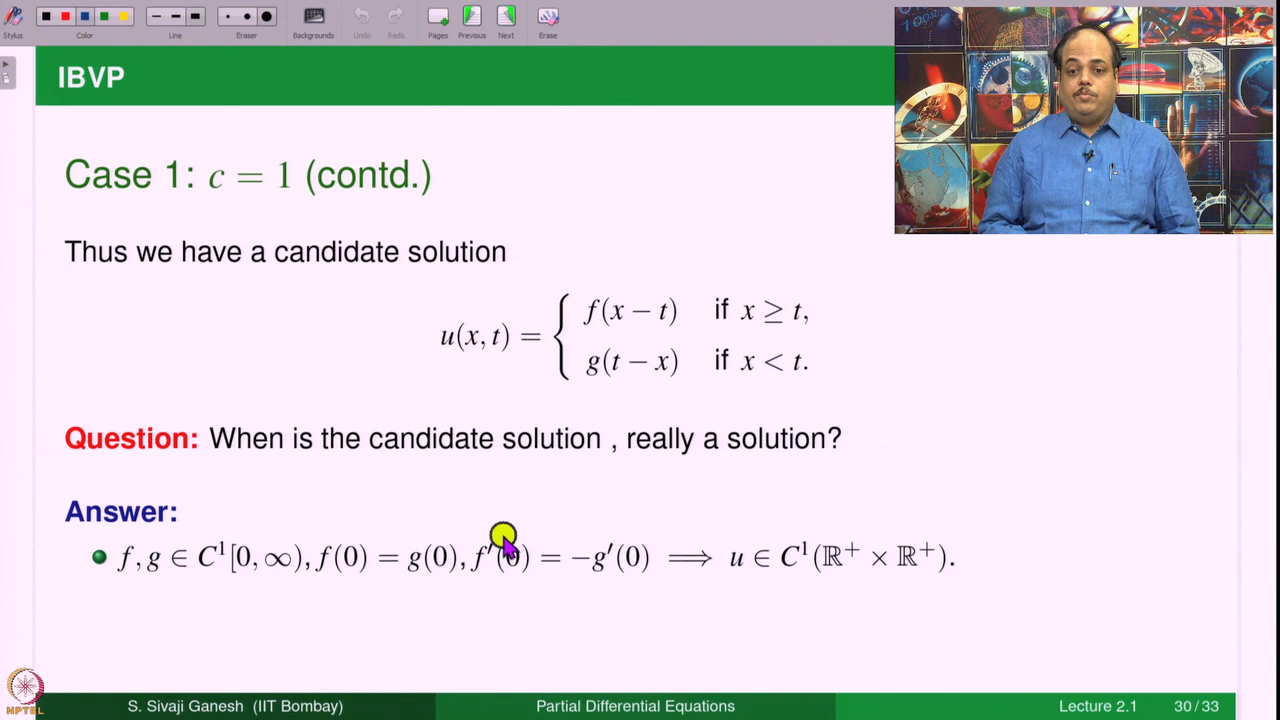 Stylus
Color
Line
Eraser
Backgrounds
Undo
Redo
Pages
Previous
Next
Erase
IBVP
Case 1: c = 1 (contd.)
Thus we have a candidate solution
u(x, t) = { f(x − t) if x ≥ t,
g(t − x) if x < t.
Question: When is the candidate solution , really a solution?
Answer:
f, g ∈ C¹[0, ∞), f(0) = g(0), f′(0) = −g′(0) ⟹ u ∈ C¹(ℝ⁺ × ℝ⁺).
NPTEL
S. Sivaji Ganesh (IIT Bombay)
Partial Differential Equations
Lecture 2.1
30 / 33